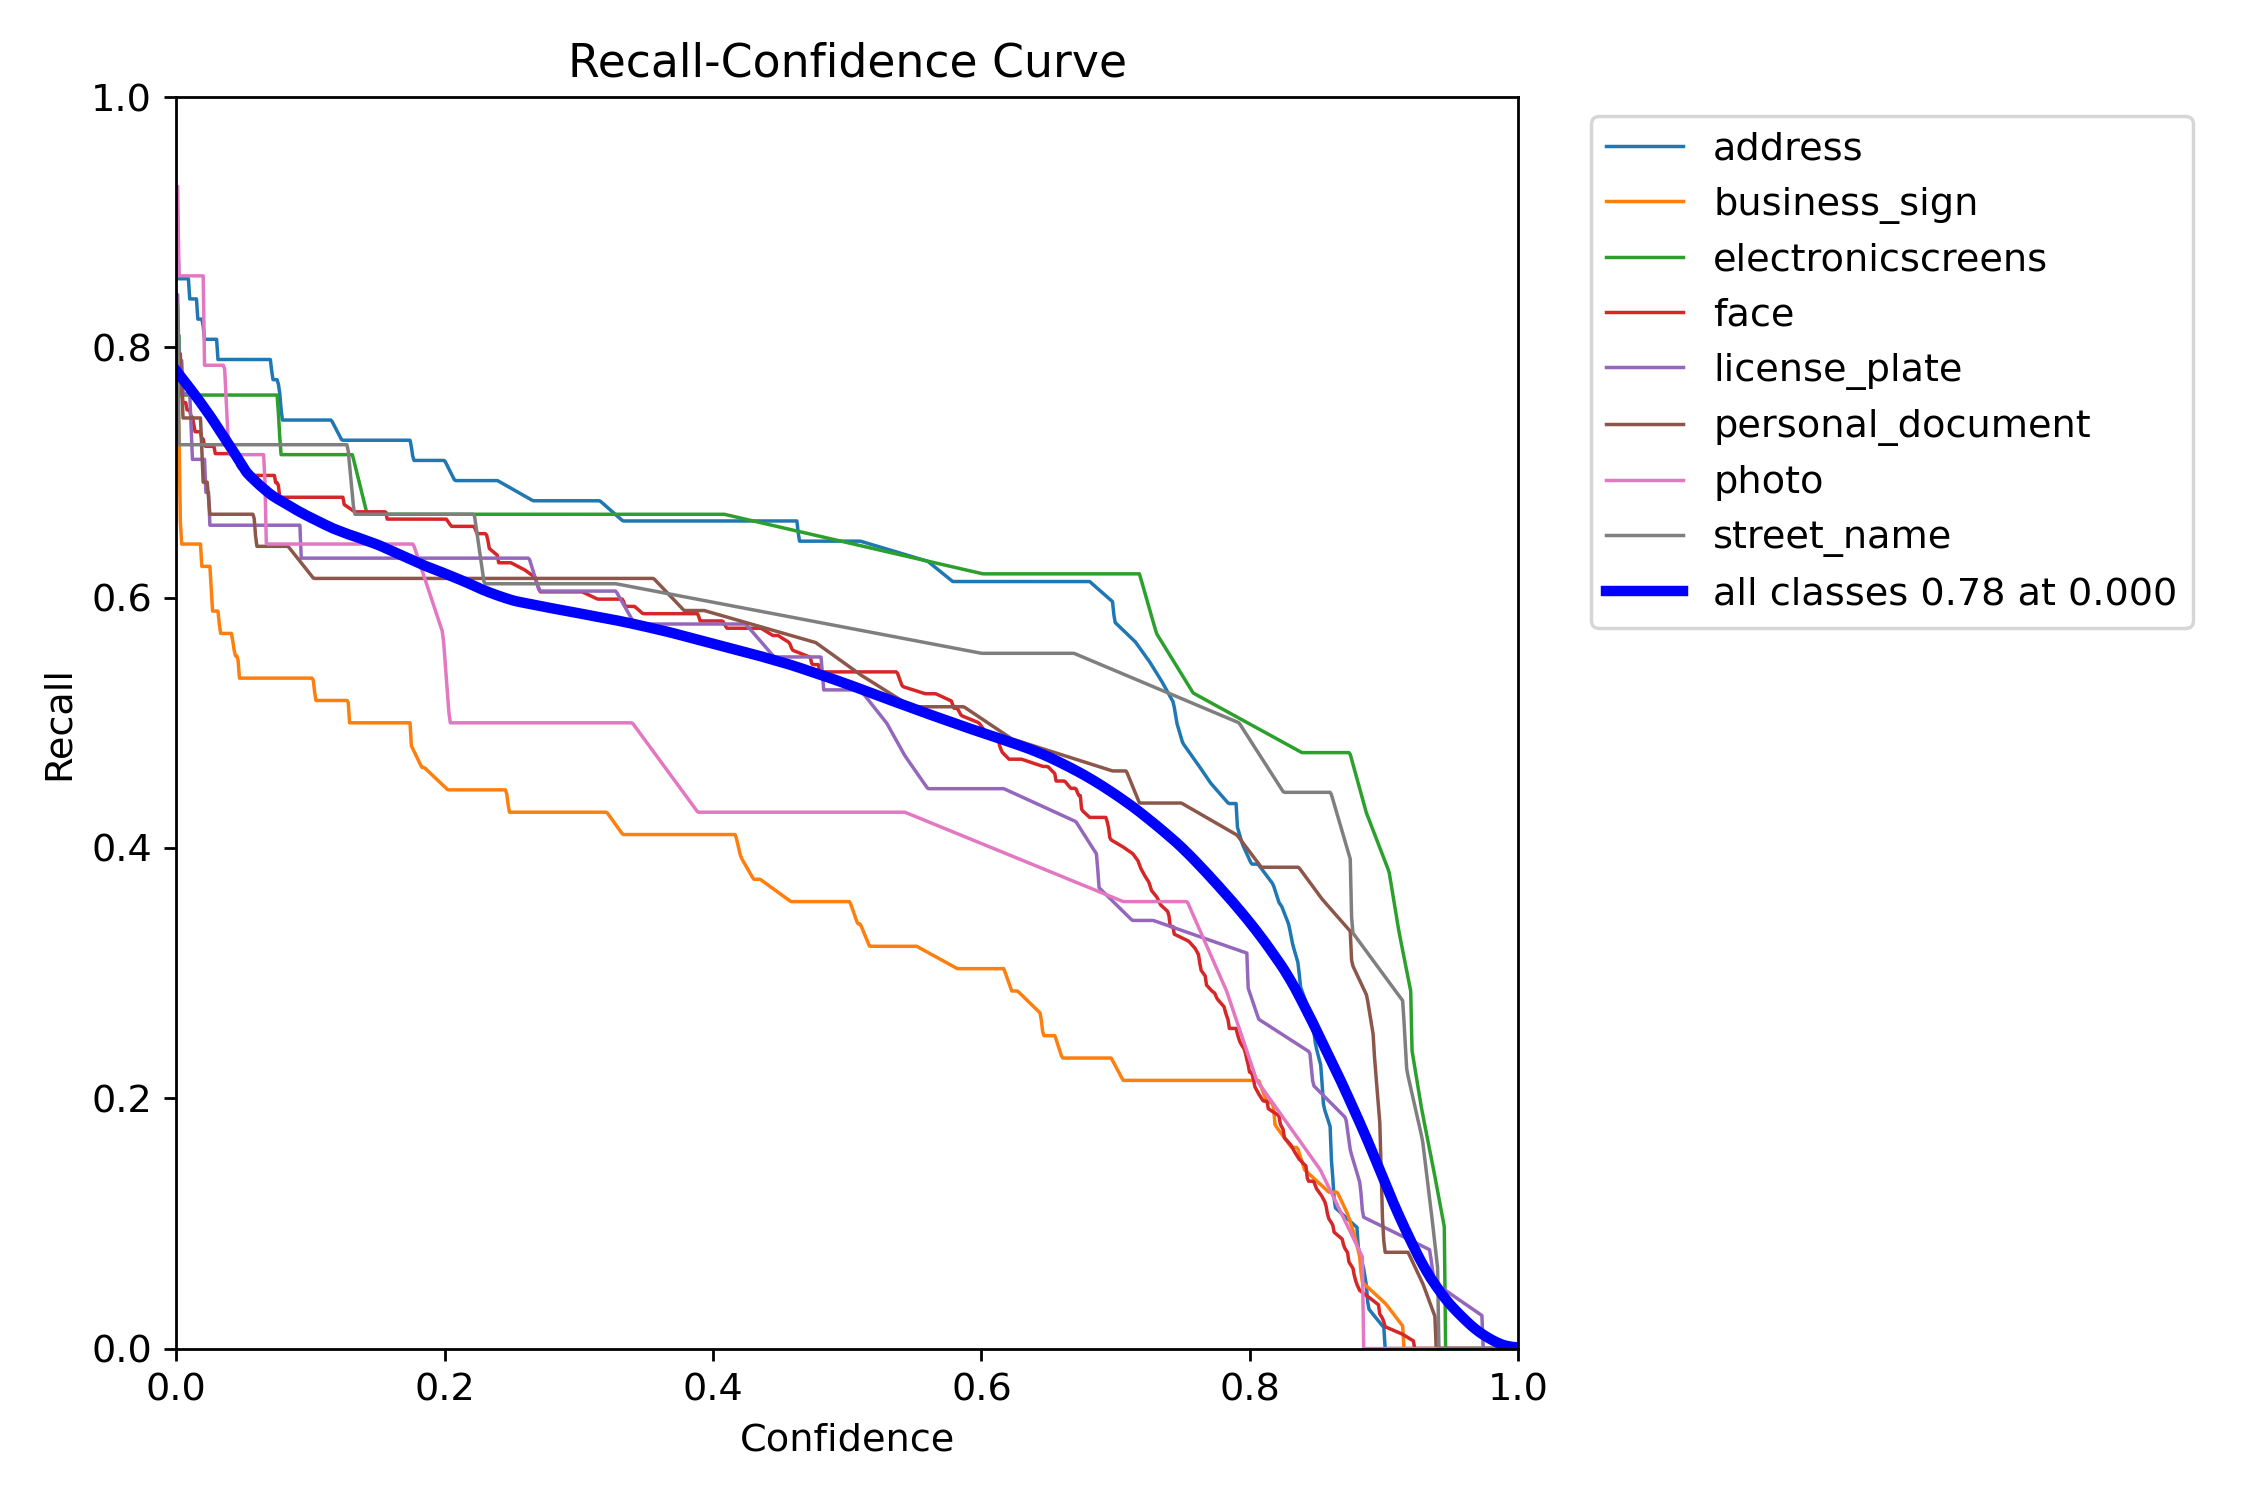 Recall-Confidence Curve
1.0
0.8
0.6
0.4
0.2
0.0
Recall
0.0 0.2 0.4 0.6 0.8 1.0
Confidence
address
business_sign
electronicscreens
face
license_plate
personal_document
photo
street_name
all classes 0.78 at 0.000